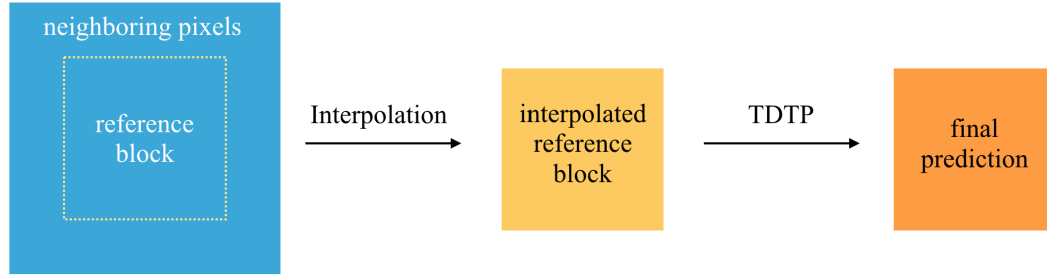 neighboring pixels
reference
block
Interpolation
interpolated
reference
block
TDTP
final
prediction